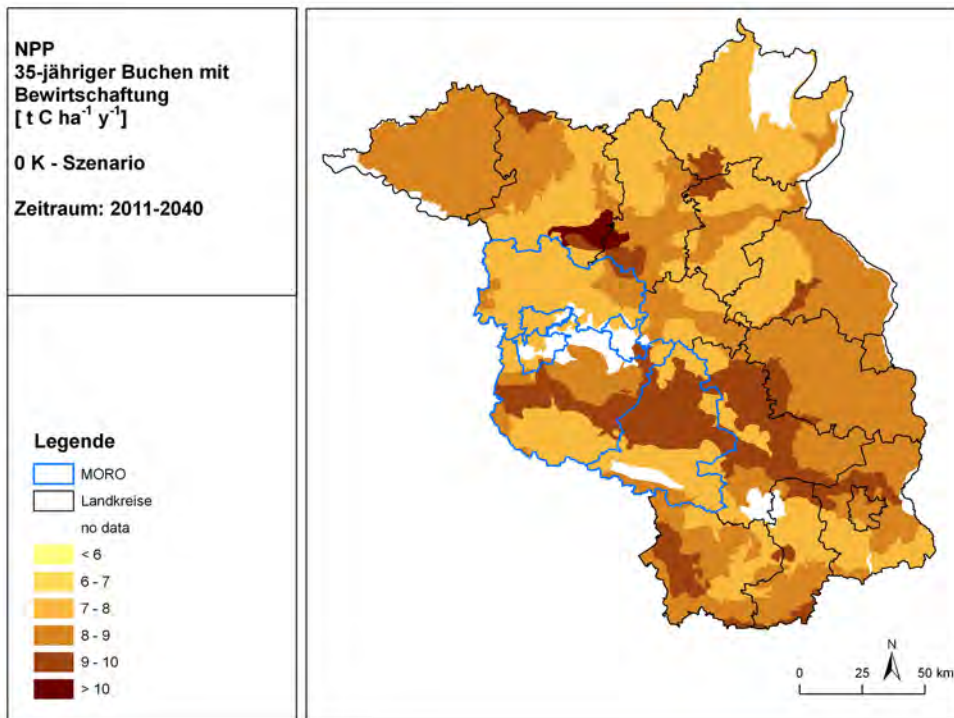 NPP
35-jähriger Buchen mit
Bewirtschaftung
[ t C ha⁻¹ y⁻¹]
0 K - Szenario
Zeitraum: 2011-2040
Legende
MORO
Landkreise
no data
< 6
6 - 7
7 - 8
8 - 9
9 - 10
> 10
N
0 25 50 km